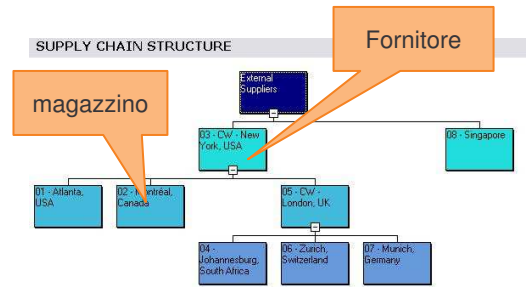 SUPPLY CHAIN STRUCTURE
Fornitore
magazzino
External
Suppliers
03 - CW - New
York, USA
08 - Singapore
01 - Atlanta,
USA
02 - Montréal,
Canada
05 - CW -
London, UK
04 -
Johannesburg,
South Africa
06 - Zurich,
Switzerland
07 - Munich,
Germany